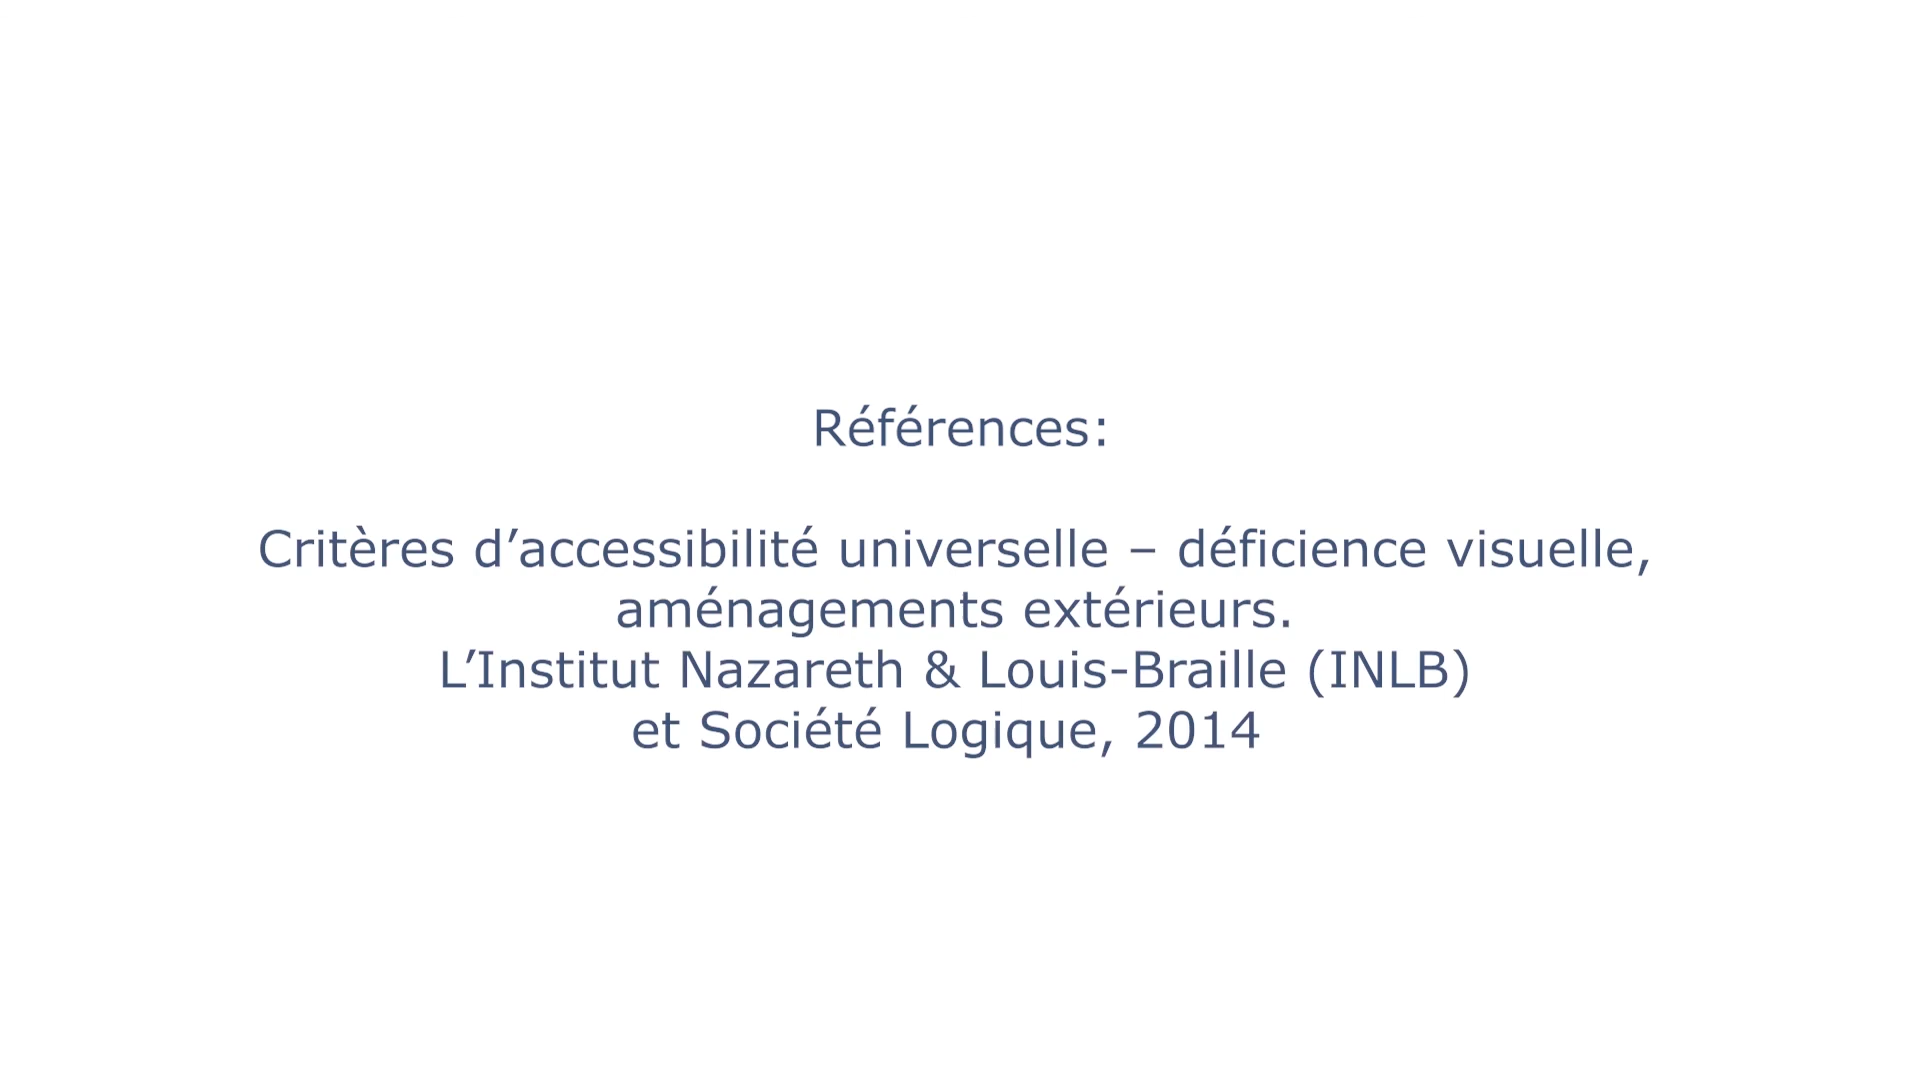 Références:
Critères d’accessibilité universelle – déficience visuelle,
aménagements extérieurs.
L’Institut Nazareth & Louis-Braille (INLB)
et Société Logique, 2014